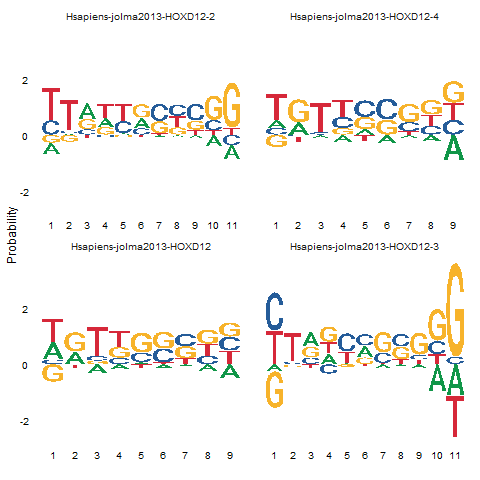 Hsapiens-jolma2013-HOXD12-2
Hsapiens-jolma2013-HOXD12-4
2
0
-2
1 2 3 4 5 6 7 8 9 10 11
1 2 3 4 5 6 7 8 9
Probability
Hsapiens-jolma2013-HOXD12
Hsapiens-jolma2013-HOXD12-3
2
0
-2
1 2 3 4 5 6 7 8 9
1 2 3 4 5 6 7 8 9 10 11